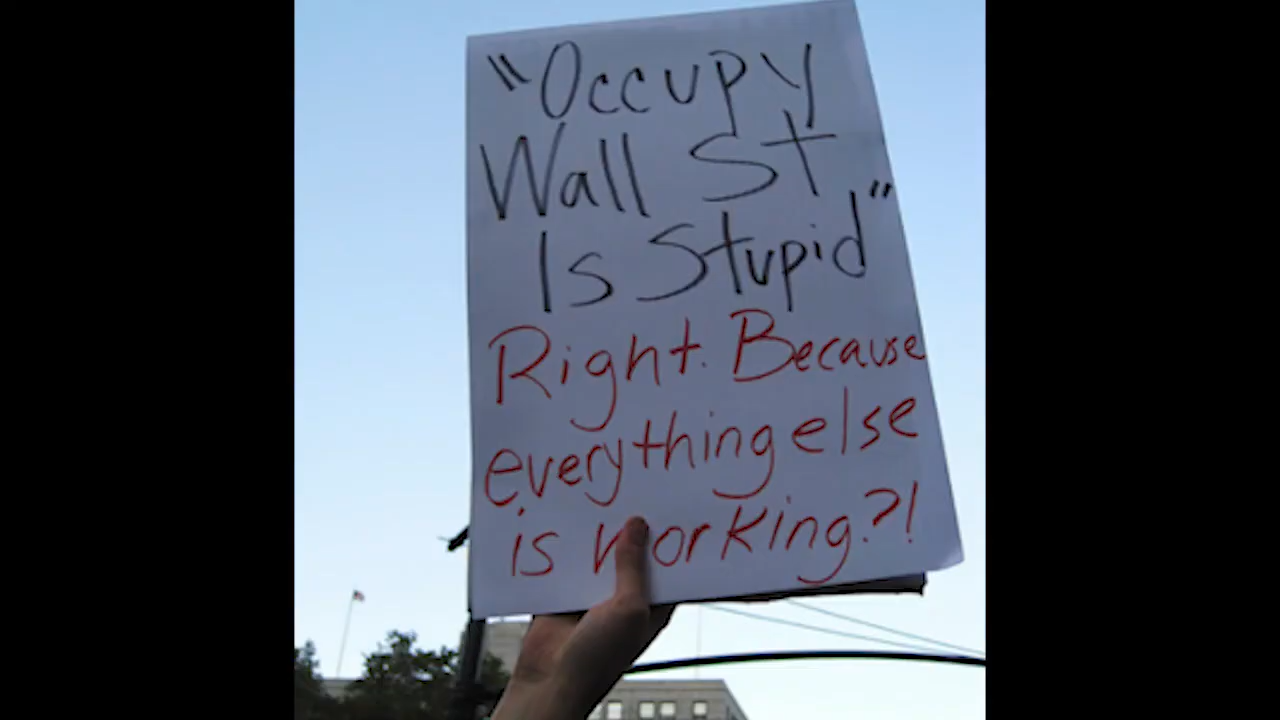 "Occupy
Wall St
Is Stupid"
Right. Because
everything else
is working?!